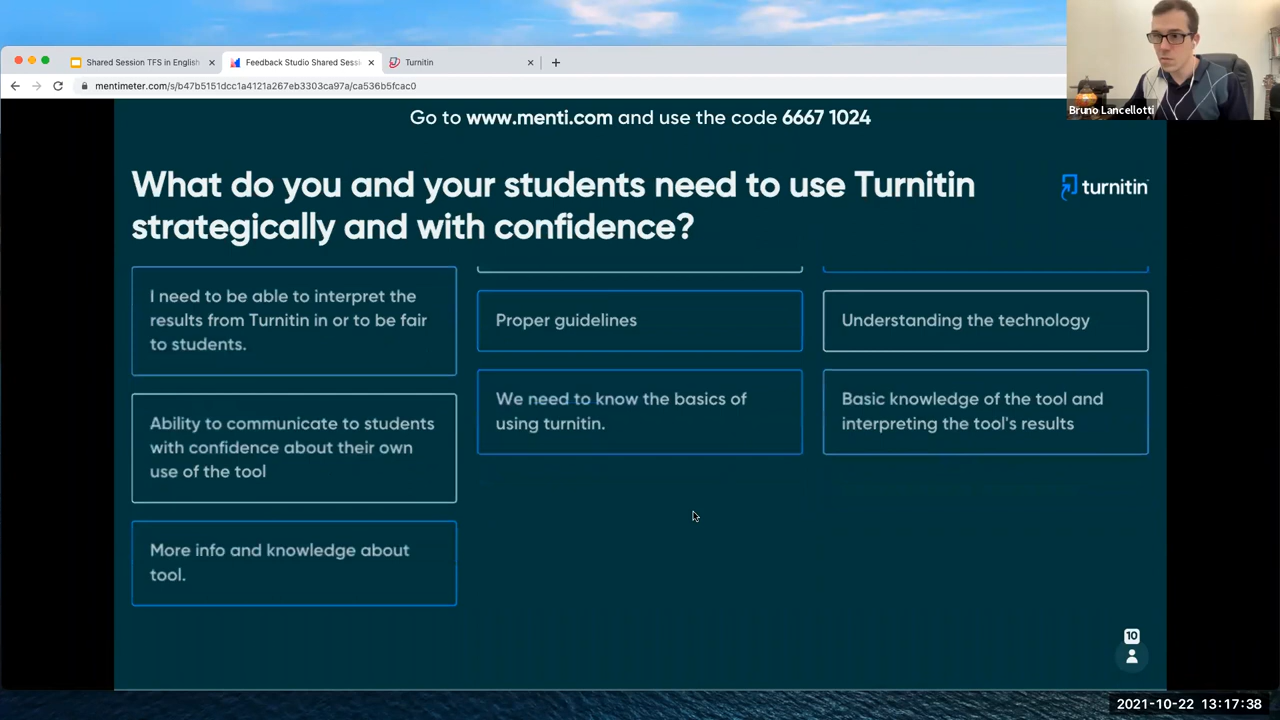 Shared Session TFS in English
Feedback Studio Shared Sessi
Turnitin
mentimeter.com/s/b47b5151dcc1a4121a267eb3303ca97a/ca536b5fcac0
Bruno Lancellotti
Go to www.menti.com and use the code 6667 1024
What do you and your students need to use Turnitin
strategically and with confidence?
turnitin
I need to be able to interpret the
results from Turnitin in or to be fair
to students.
Ability to communicate to students
with confidence about their own
use of the tool
More info and knowledge about
tool.
Proper guidelines
We need to know the basics of
using turnitin.
Understanding the technology
Basic knowledge of the tool and
interpreting the tool's results
10
2021-10-22 13:17:38